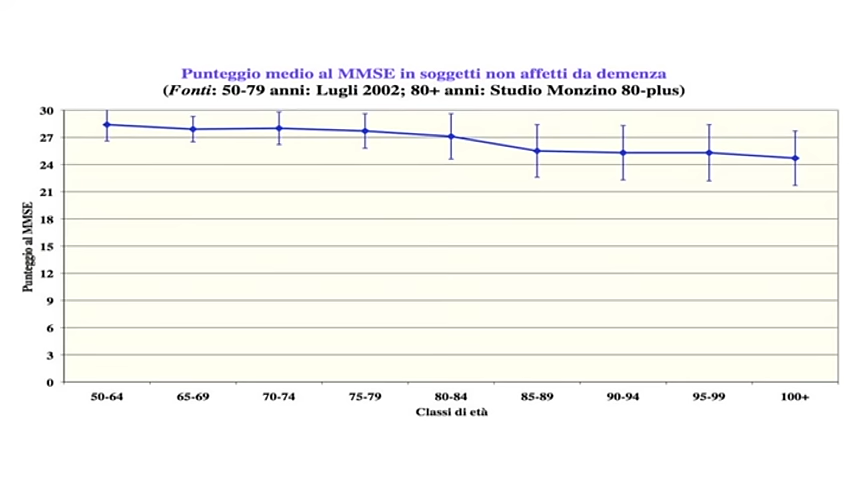 Punteggio medio al MMSE in soggetti non affetti da demenza
(Fonti: 50-79 anni: Lugli 2002; 80+ anni: Studio Monzino 80-plus)
30
27
24
21
18
15
12
9
6
3
0
Punteggio al MMSE
50-64 65-69 70-74 75-79 80-84 85-89 90-94 95-99 100+
Classi di età